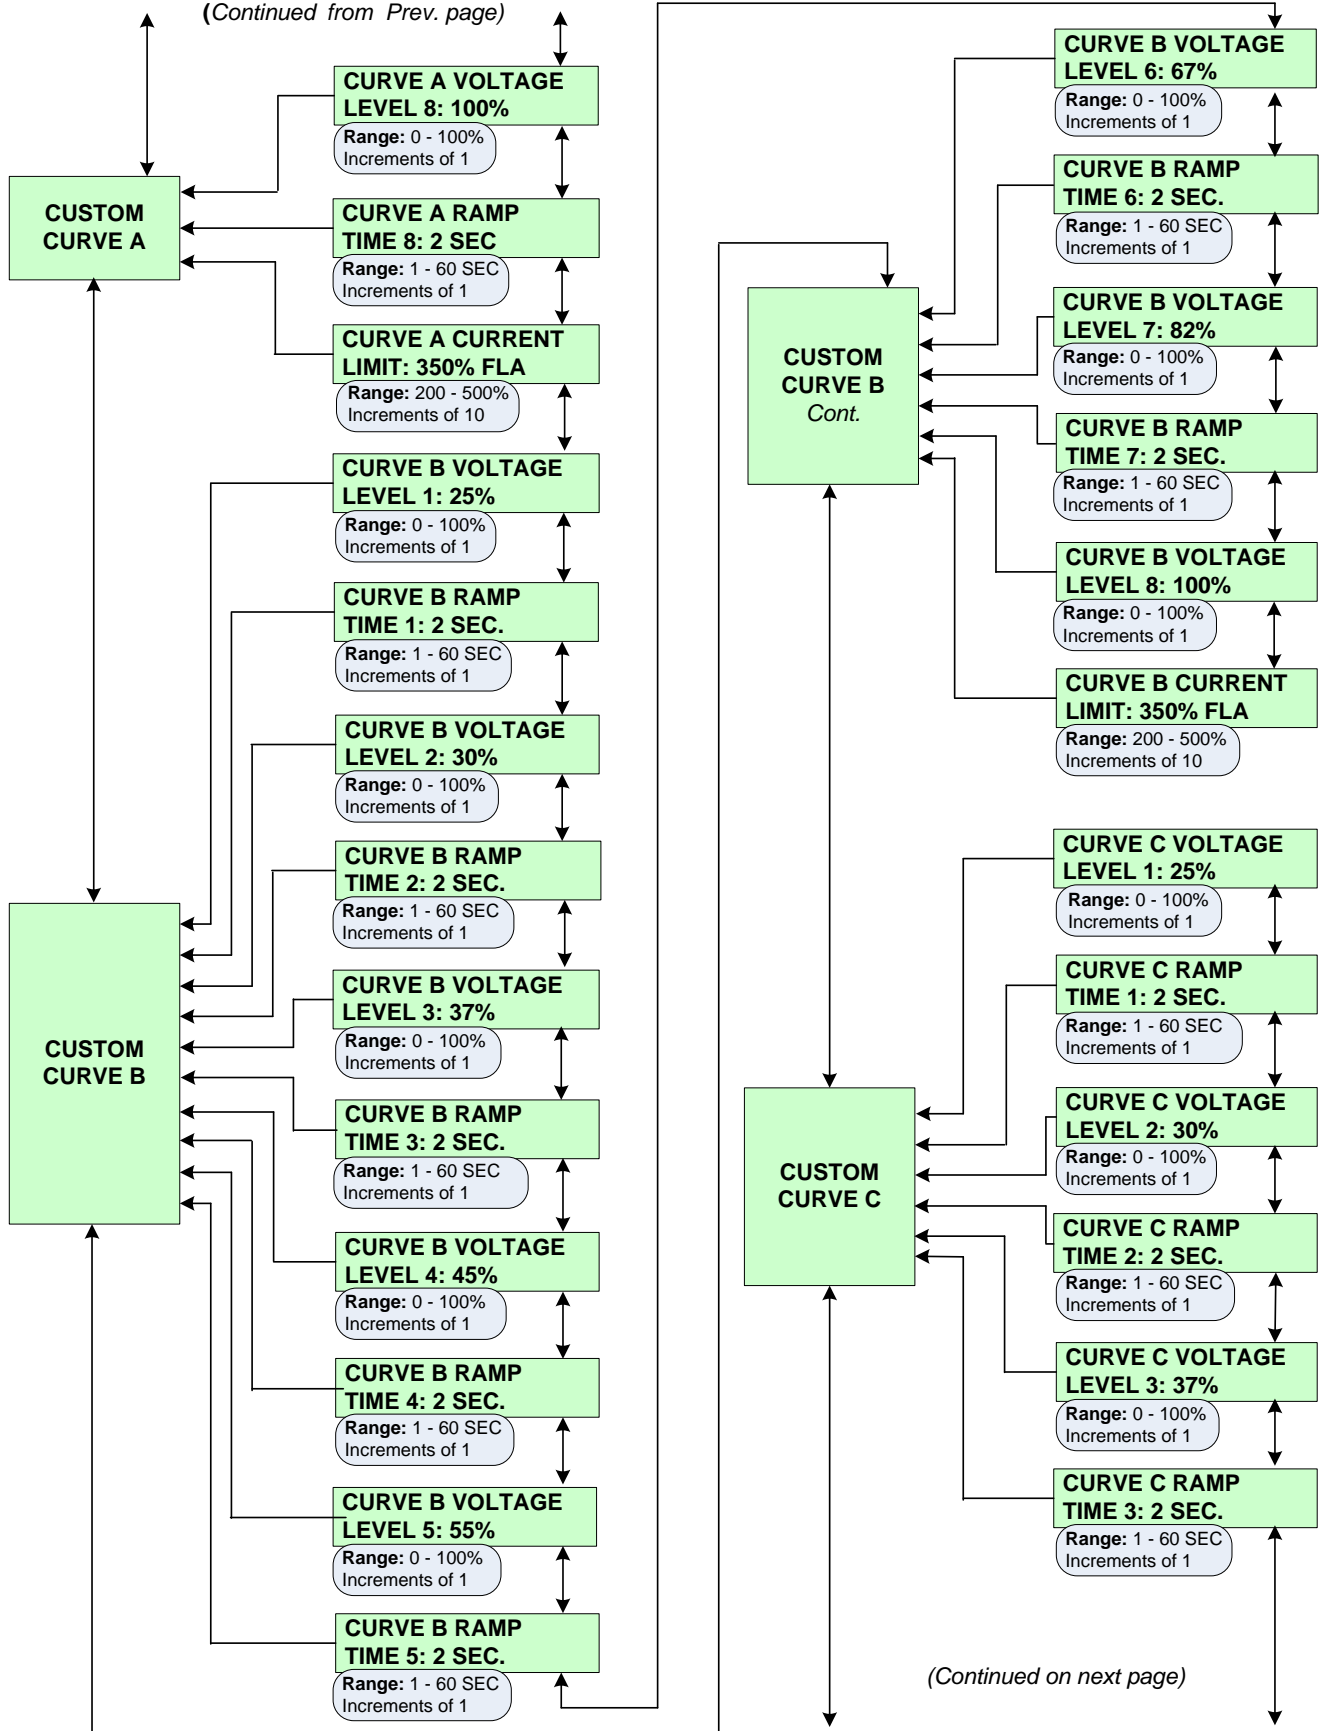 (Continued from Prev. page)
CURVE A VOLTAGE
LEVEL 8: 100%
Range: 0 - 100%
Increments of 1
CUSTOM
CURVE A
CURVE A RAMP
TIME 8: 2 SEC
Range: 1 - 60 SEC
Increments of 1
CURVE A CURRENT
LIMIT: 350% FLA
Range: 200 - 500%
Increments of 10
CURVE B VOLTAGE
LEVEL 1: 25%
Range: 0 - 100%
Increments of 1
CURVE B RAMP
TIME 1: 2 SEC.
Range: 1 - 60 SEC
Increments of 1
CURVE B VOLTAGE
LEVEL 2: 30%
Range: 0 - 100%
Increments of 1
CURVE B RAMP
TIME 2: 2 SEC.
Range: 1 - 60 SEC
Increments of 1
CURVE B VOLTAGE
LEVEL 3: 37%
Range: 0 - 100%
Increments of 1
CUSTOM
CURVE B
CURVE B RAMP
TIME 3: 2 SEC.
Range: 1 - 60 SEC
Increments of 1
CURVE B VOLTAGE
LEVEL 4: 45%
Range: 0 - 100%
Increments of 1
CURVE B RAMP
TIME 4: 2 SEC.
Range: 1 - 60 SEC
Increments of 1
CURVE B VOLTAGE
LEVEL 5: 55%
Range: 0 - 100%
Increments of 1
CURVE B RAMP
TIME 5: 2 SEC.
Range: 1 - 60 SEC
Increments of 1
CURVE B VOLTAGE
LEVEL 6: 67%
Range: 0 - 100%
Increments of 1
CURVE B RAMP
TIME 6: 2 SEC.
Range: 1 - 60 SEC
Increments of 1
CURVE B VOLTAGE
LEVEL 7: 82%
Range: 0 - 100%
Increments of 1
CUSTOM
CURVE B
Cont.
CURVE B RAMP
TIME 7: 2 SEC.
Range: 1 - 60 SEC
Increments of 1
CURVE B VOLTAGE
LEVEL 8: 100%
Range: 0 - 100%
Increments of 1
CURVE B CURRENT
LIMIT: 350% FLA
Range: 200 - 500%
Increments of 10
CURVE C VOLTAGE
LEVEL 1: 25%
Range: 0 - 100%
Increments of 1
CURVE C RAMP
TIME 1: 2 SEC.
Range: 1 - 60 SEC
Increments of 1
CURVE C VOLTAGE
LEVEL 2: 30%
Range: 0 - 100%
Increments of 1
CUSTOM
CURVE C
CURVE C RAMP
TIME 2: 2 SEC.
Range: 1 - 60 SEC
Increments of 1
CURVE C VOLTAGE
LEVEL 3: 37%
Range: 0 - 100%
Increments of 1
CURVE C RAMP
TIME 3: 2 SEC.
Range: 1 - 60 SEC
Increments of 1
(Continued on next page)